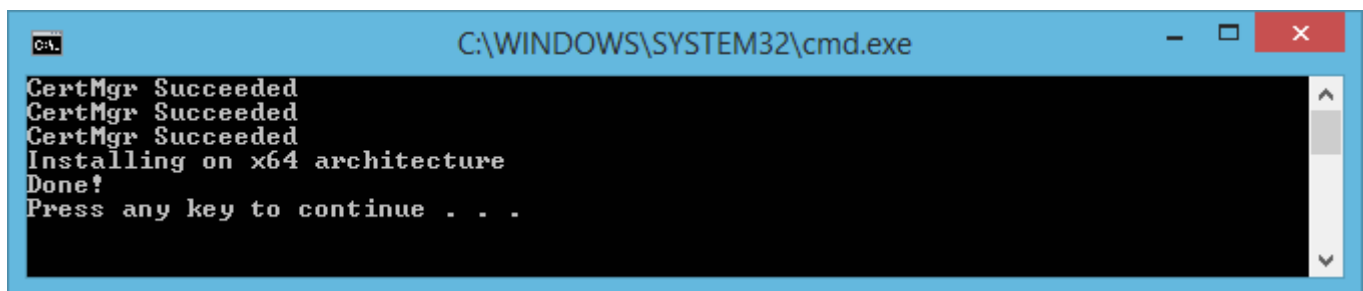 C:\WINDOWS\SYSTEM32\cmd.exe
CertMgr Succeeded
CertMgr Succeeded
CertMgr Succeeded
Installing on x64 architecture
Done!
Press any key to continue . . .